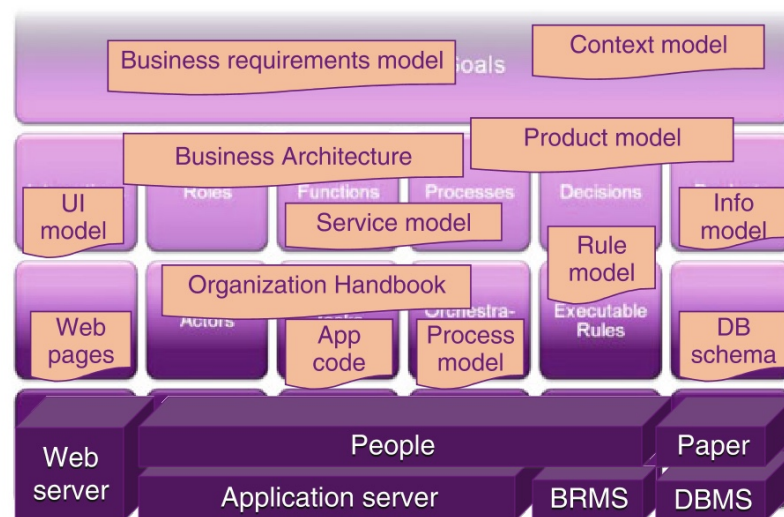 Business requirements model
Context model
Goals
Business Architecture
Product model
Roles
Functions
Processes
Decisions
UI
model
Service model
Info
model
Rule
model
Organization Handbook
Actors
Orchestra-
Executable
Rules
Web
pages
App
code
Process
model
DB
schema
Web
server
People
Paper
Application server
BRMS
DBMS